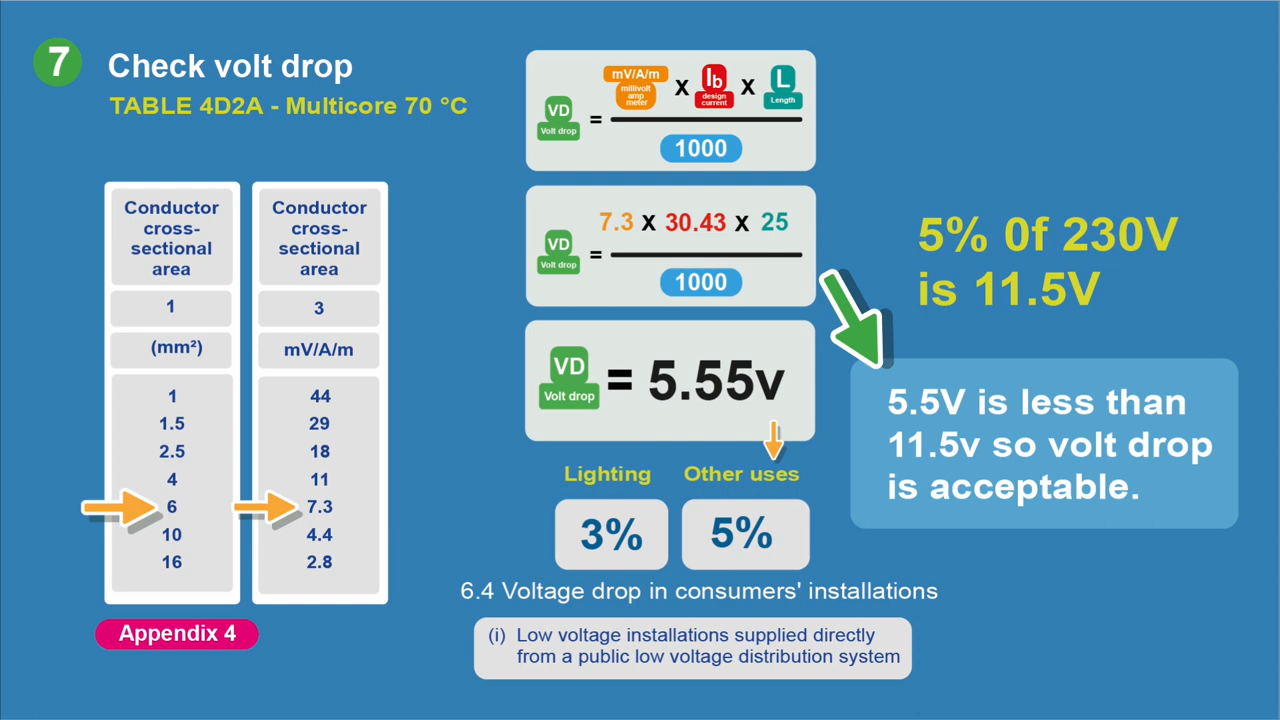 7
Check volt drop
TABLE 4D2A - Multicore 70 °C
Conductor
cross-
sectional
area
1
(mm²)
1
1.5
2.5
4
6
10
16
Conductor
cross-
sectional
area
3
mV/A/m
44
29
18
11
7.3
4.4
2.8
Appendix 4
VD
Volt drop
=
mV/A/m
millivolt
amp
meter
X
Ib
design
current
X
L
Length
1000
VD
Volt drop
=
7.3 X 30.43 X 25
1000
VD
Volt drop
= 5.55v
Lighting
3%
Other uses
5%
6.4 Voltage drop in consumers' installations
(i) Low voltage installations supplied directly
from a public low voltage distribution system
5% 0f 230V
is 11.5V
5.5V is less than
11.5v so volt drop
is acceptable.